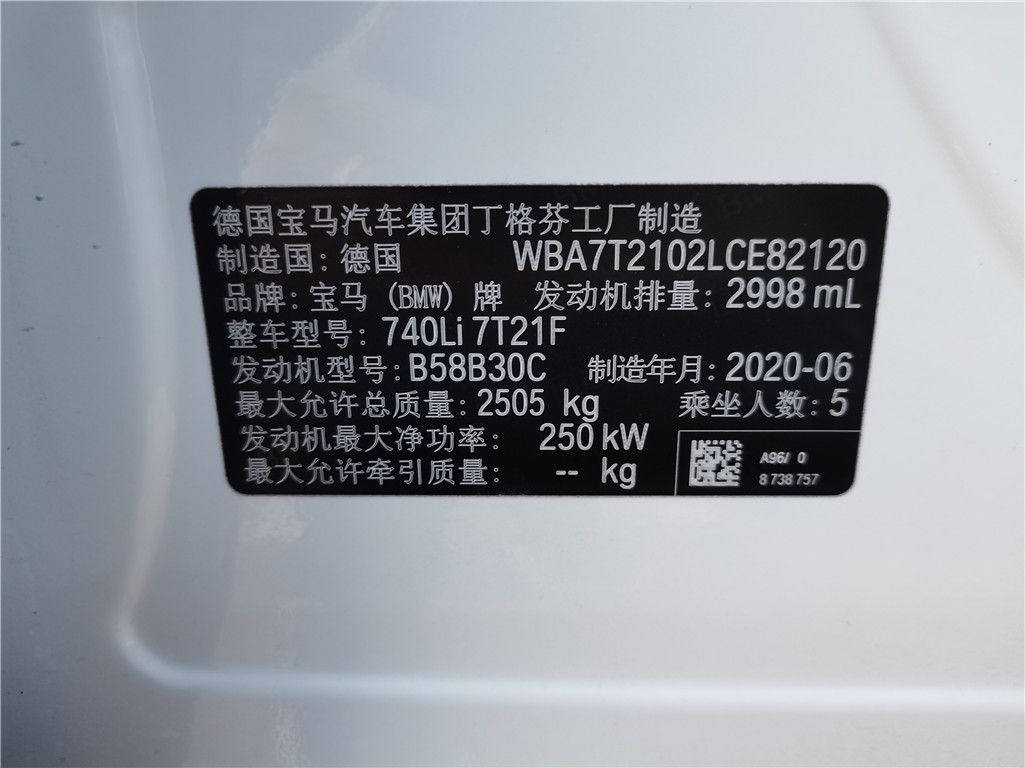 德国宝马汽车集团丁格芬工厂制造
制造国：德国 WBA7T2102LCE82120
品牌：宝马（BMW）牌 发动机排量：2998 mL
整车型号：740Li 7T21F
发动机型号：B58B30C 制造年月：2020-06
最大允许总质量：2505 kg 乘坐人数：5
发动机最大净功率： 250 kW
最大允许牵引质量： -- kg
A96/ 0
8 738 757